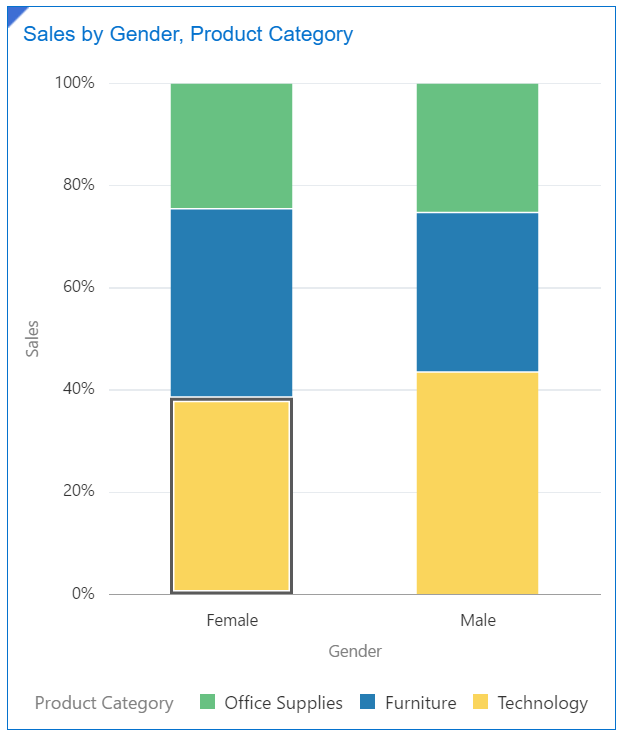 Sales by Gender, Product Category
100%
80%
60%
40%
20%
0%
Sales
Female Male
Gender
Product Category Office Supplies Furniture Technology